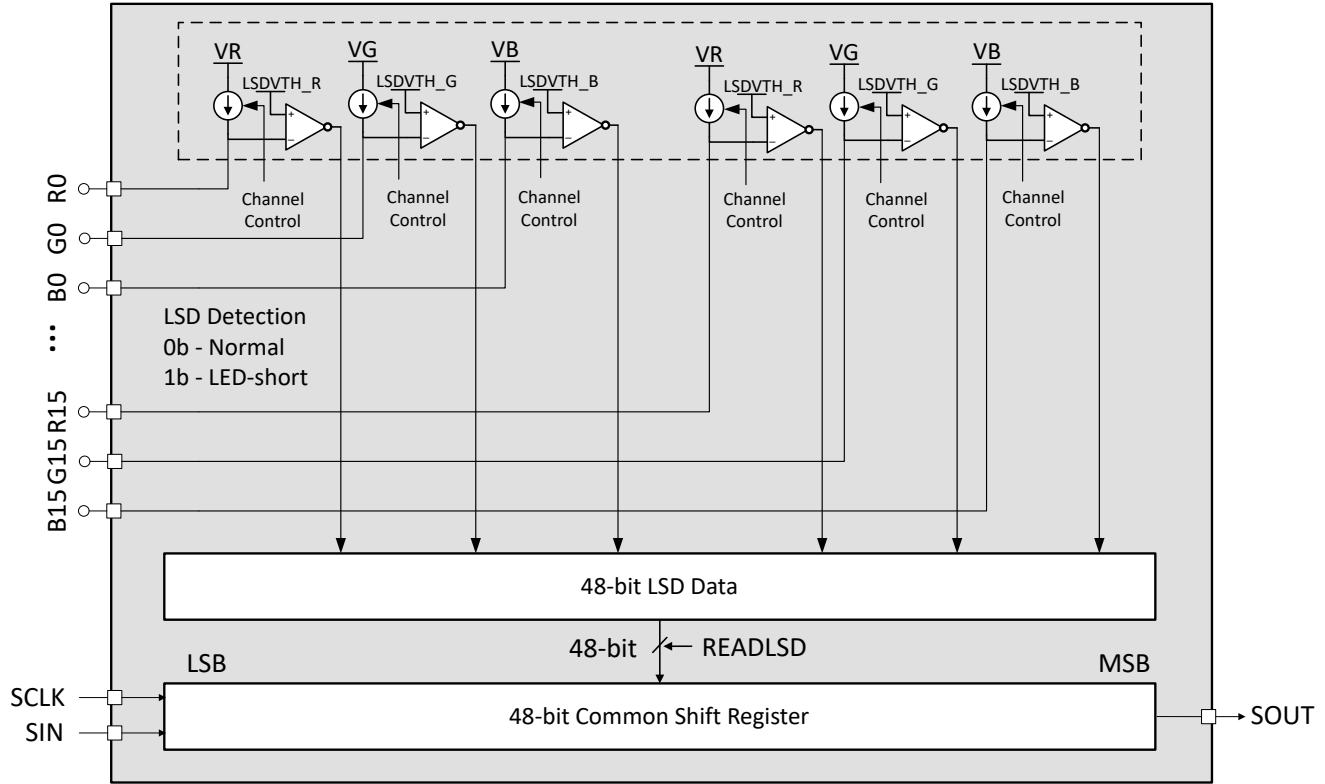 VR
VG
VB
VR
VG
VB
LSDVTH_R
LSDVTH_G
LSDVTH_B
LSDVTH_R
LSDVTH_G
LSDVTH_B
+
+
+
+
+
+
−
−
−
−
−
−
Channel
Control
Channel
Control
Channel
Control
Channel
Control
Channel
Control
Channel
Control
R0
G0
B0
...
R15
G15
B15
LSD Detection
0b - Normal
1b - LED-short
48-bit LSD Data
48-bit
READLSD
LSB
MSB
SCLK
SIN
48-bit Common Shift Register
SOUT